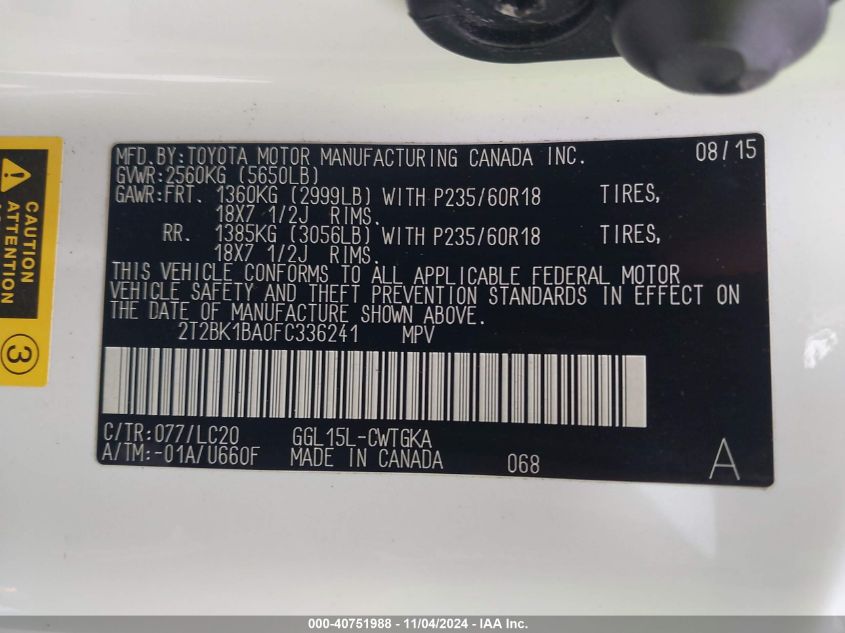 MFD.BY:TOYOTA MOTOR MANUFACTURING CANADA INC. 08/15
GVWR:2560KG (5650LB)
GAWR:FRT. 1360KG (2999LB) WITH P235/60R18 TIRES,
18X7 1/2J RIMS.
RR. 1385KG (3056LB) WITH P235/60R18 TIRES,
18X7 1/2J RIMS.
THIS VEHICLE CONFORMS TO ALL APPLICABLE FEDERAL MOTOR
VEHICLE SAFETY AND THEFT PREVENTION STANDARDS IN EFFECT ON
THE DATE OF MANUFACTURE SHOWN ABOVE.
2T2BK1BA0FC336241 MPV
C/TR:077/LC20 GGL15L-CWTGKA
A/TM:-01A/U660F MADE IN CANADA 068 A
CAUTION
ATTENTION
3
000-40751988 - 11/04/2024 - IAA Inc.